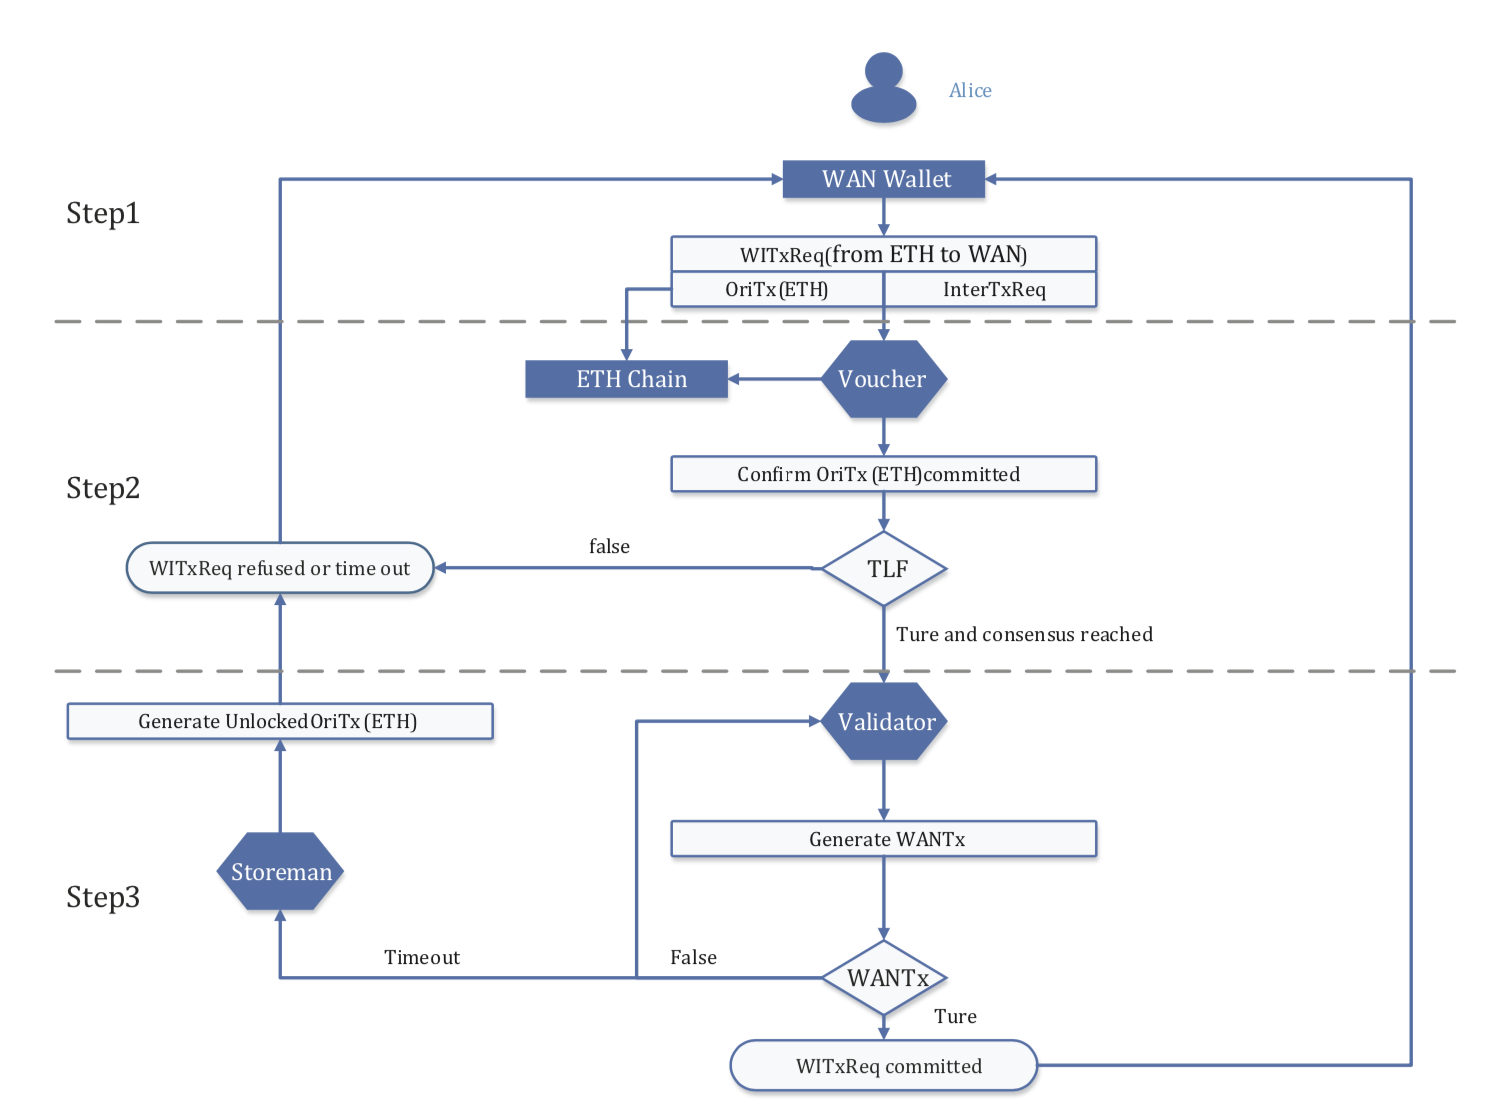 Alice
WAN Wallet
Step1
WITxReq(from ETH to WAN)
OriTx(ETH)
InterTxReq
ETH Chain
Voucher
Confirm OriTx (ETH)committed
Step2
false
WITxReq refused or time out
TLF
Ture and consensus reached
Generate UnlockedOriTx (ETH)
Validator
Generate WANTx
Storeman
Step3
Timeout
False
WANTx
Ture
WITxReq committed